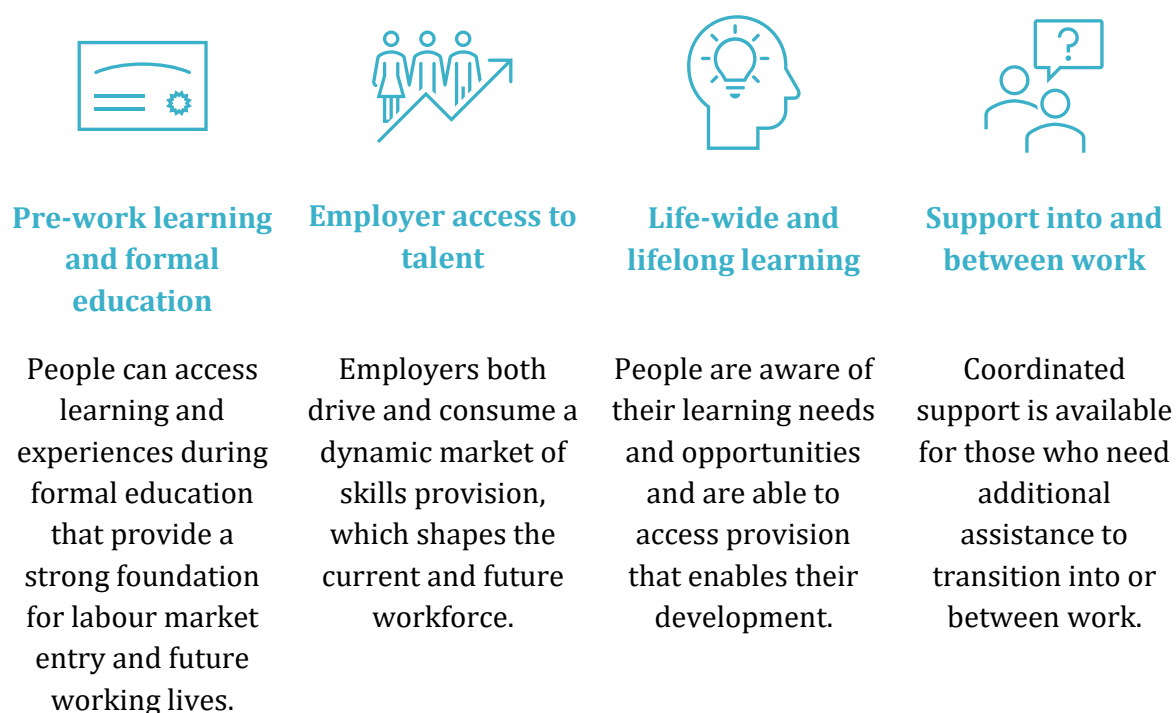 ?
Pre-work learning
and formal
education
People can access
learning and
experiences during
formal education
that provide a
strong foundation
for labour market
entry and future
working lives.
Employer access to
talent
Employers both
drive and consume a
dynamic market of
skills provision,
which shapes the
current and future
workforce.
Life-wide and
lifelong learning
People are aware of
their learning needs
and opportunities
and are able to
access provision
that enables their
development.
Support into and
between work
Coordinated
support is available
for those who need
additional
assistance to
transition into or
between work.